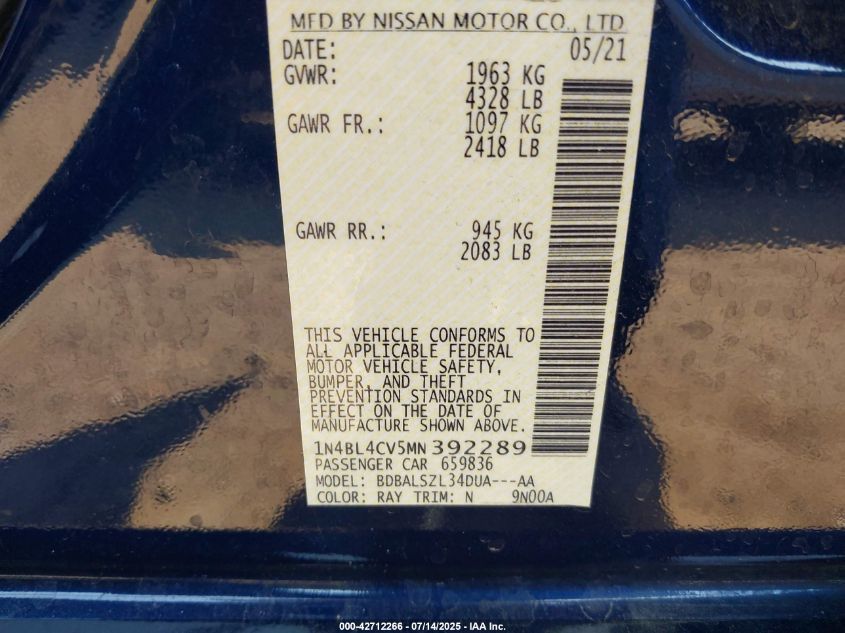 MFD BY NISSAN MOTOR CO., LTD
DATE: 05/21
GVWR: 1963 KG
4328 LB
GAWR FR.: 1097 KG
2418 LB
GAWR RR.: 945 KG
2083 LB
THIS VEHICLE CONFORMS TO
ALL APPLICABLE FEDERAL
MOTOR VEHICLE SAFETY,
BUMPER, AND THEFT
PREVENTION STANDARDS IN
EFFECT ON THE DATE OF
MANUFACTURE SHOWN ABOVE.
1N4BL4CV5MN392289
PASSENGER CAR 659836
MODEL: BDBALSZL34DUA---AA
COLOR: RAY TRIM: N 9N00A
000-42712266 - 07/14/2025 - IAA Inc.